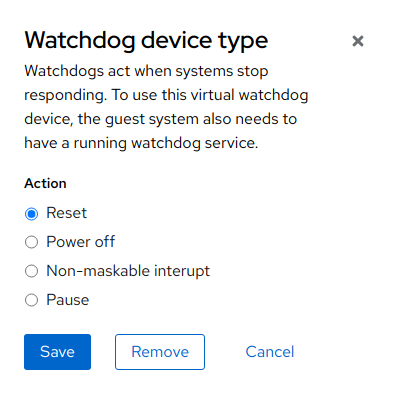 Watchdog device type
Watchdogs act when systems stop
responding. To use this virtual watchdog
device, the guest system also needs to
have a running watchdog service.
Action
Reset
Power off
Non-maskable interupt
Pause
Save Remove Cancel